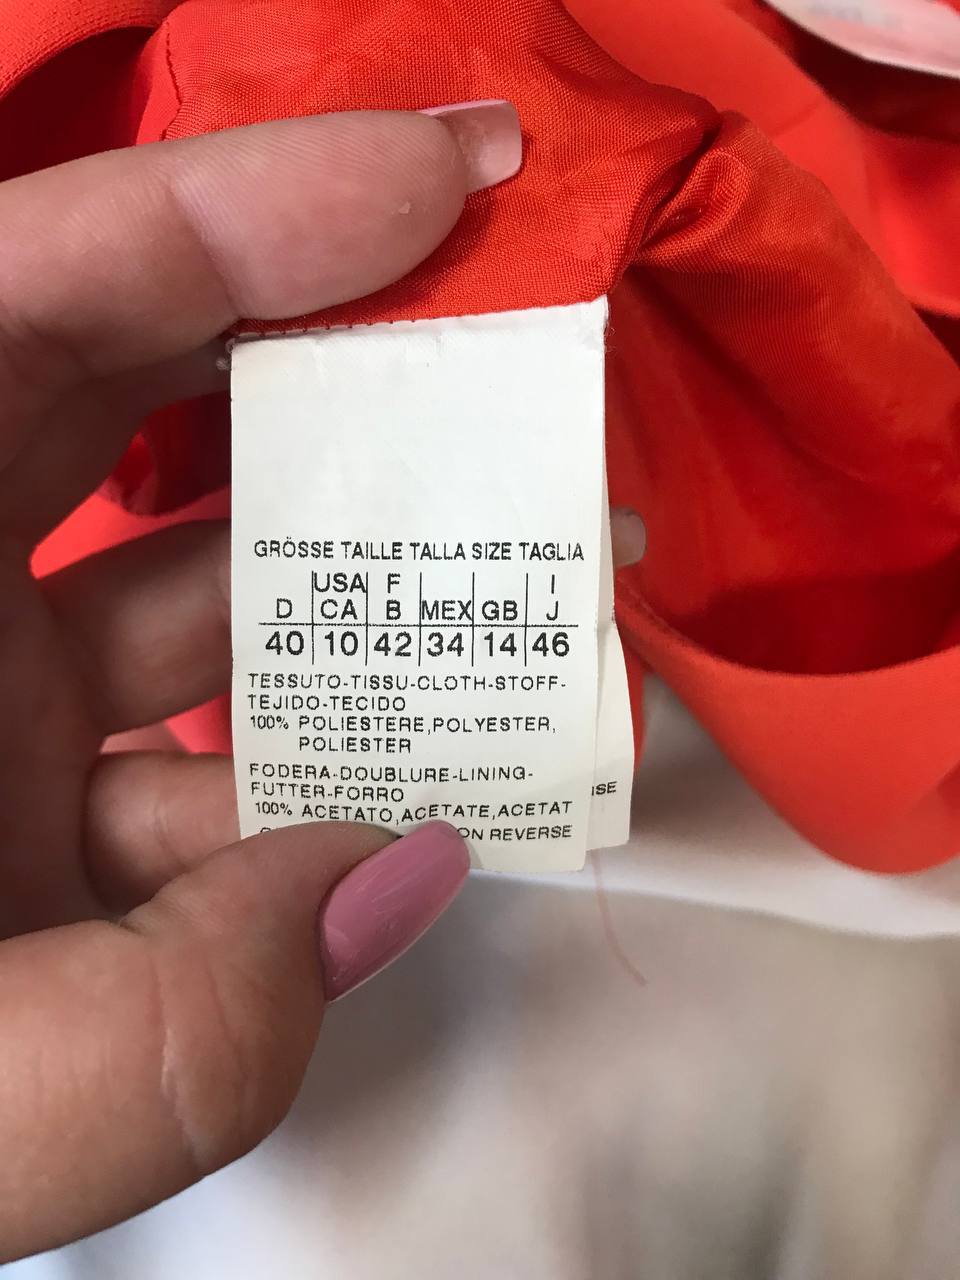 GRÖSSE TAILLE TALLA SIZE TAGLIA
USA F I
D CA B MEX GB J
40 10 42 34 14 46
TESSUTO-TISSU-CLOTH-STOFF-
TEJIDO-TECIDO
100% POLIESTERE,POLYESTER,
POLIESTER
FODERA-DOUBLURE-LINING-
FUTTER-FORRO
100% ACETATO,ACETATE,ACETAT
ON REVERSE